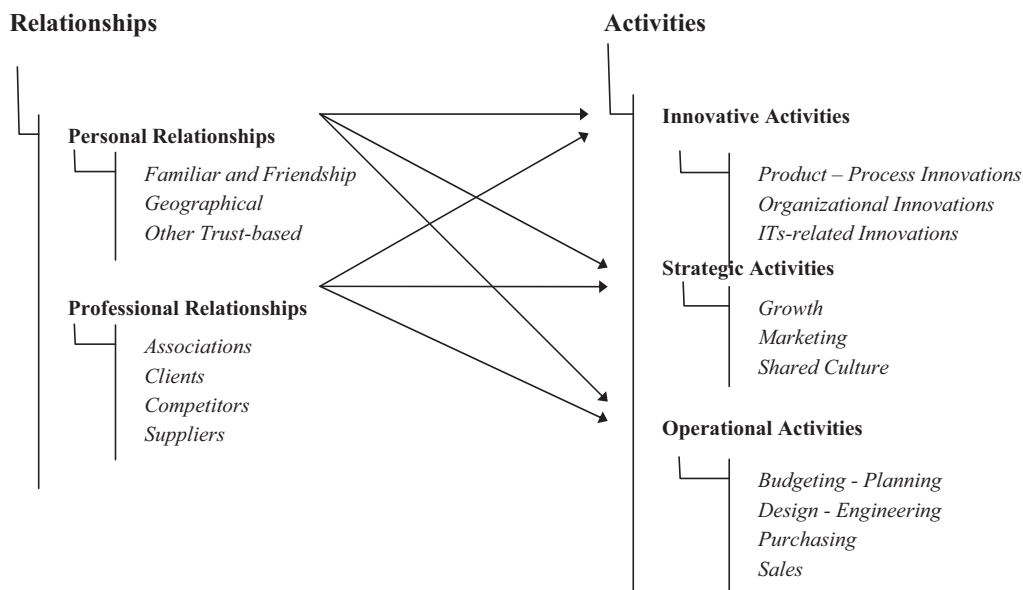 Relationships
Personal Relationships
Familiar and Friendship
Geographical
Other Trust-based
Professional Relationships
Associations
Clients
Competitors
Suppliers
Activities
Innovative Activities
Product – Process Innovations
Organizational Innovations
ITs-related Innovations
Strategic Activities
Growth
Marketing
Shared Culture
Operational Activities
Budgeting - Planning
Design - Engineering
Purchasing
Sales